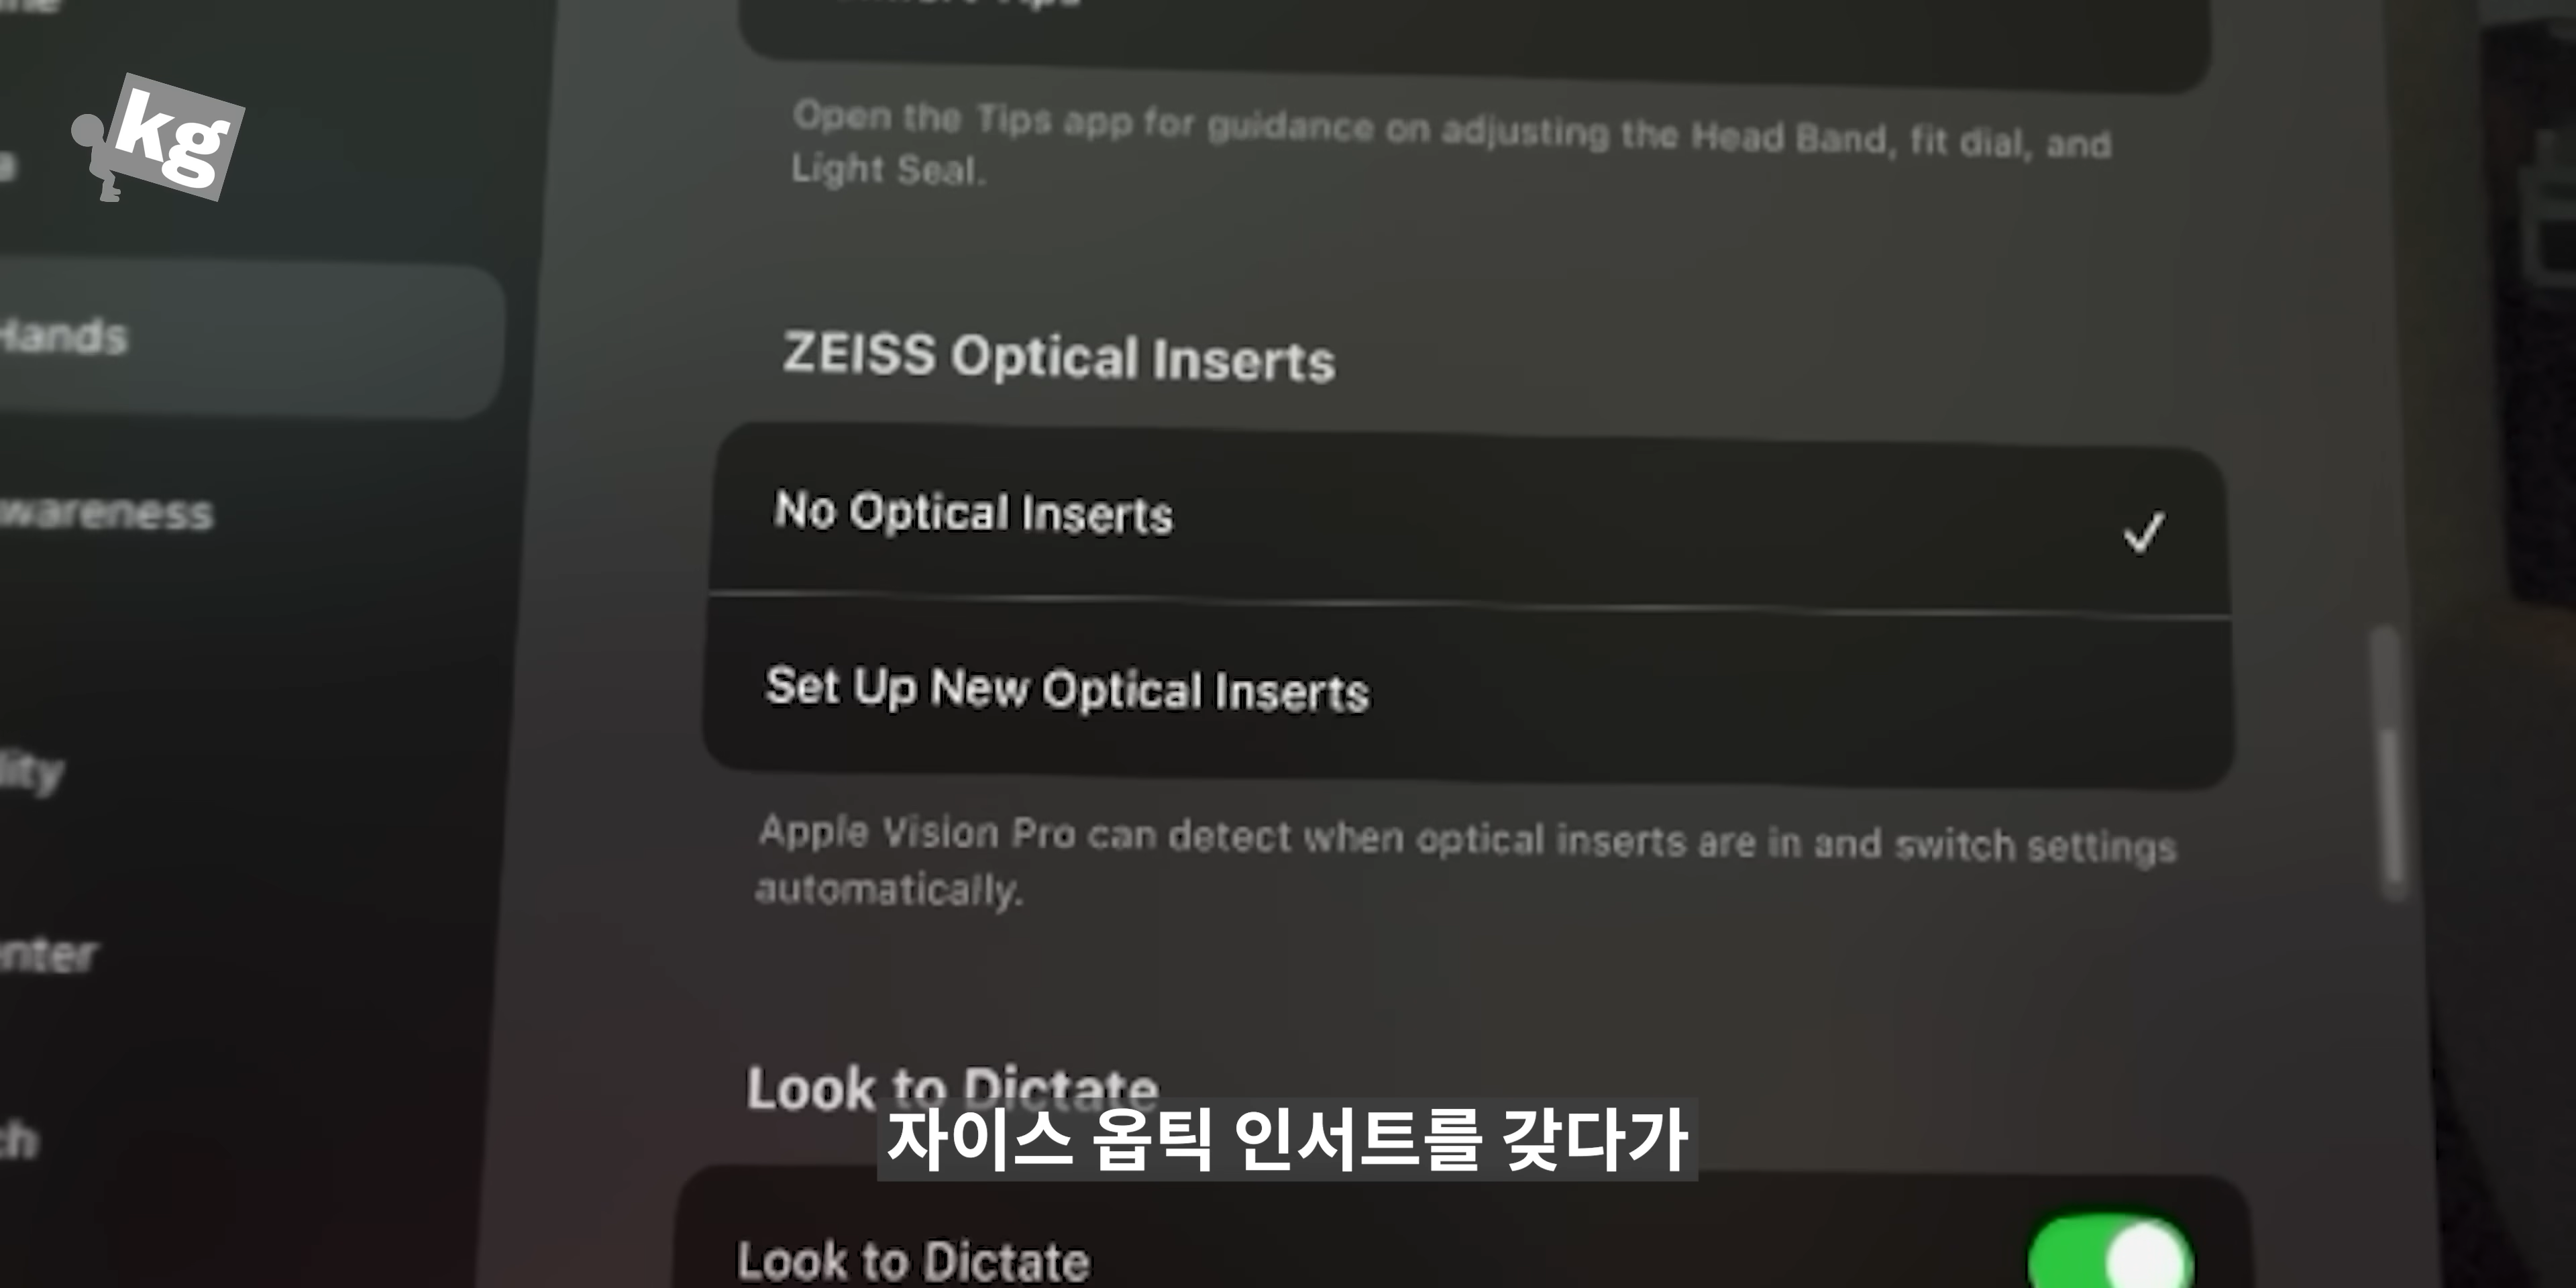 kg
Open the Tips app for guidance on adjusting the Head Band, fit dial, and
Light Seal.
Hands
ZEISS Optical Inserts
No Optical Inserts
Set Up New Optical Inserts
Apple Vision Pro can detect when optical inserts are in and switch settings
automatically.
Look to Dictate
자이스 옵틱 인서트를 갖다가
Look to Dictate